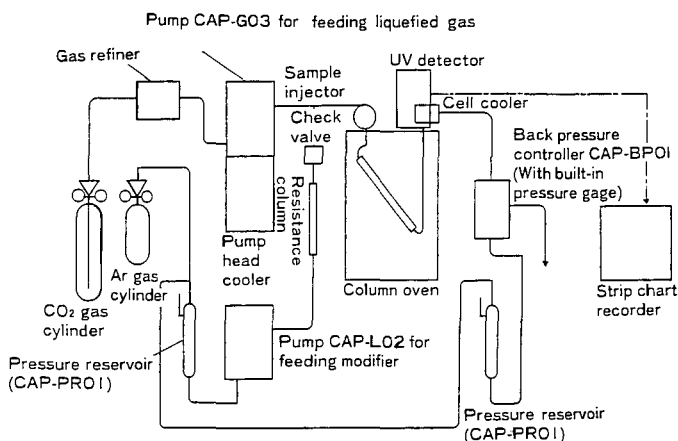 Pump CAP-G03 for feeding liquefied gas
Gas refiner
Sample
injector
UV detector
Check
valve
Cell cooler
Back pressure
controller CAP-BP01
(With built-in
pressure gage)
Resistance
column
Pump
head
cooler
Ar gas
cylinder
CO₂ gas
cylinder
Column oven
Strip chart
recorder
Pressure reservoir
(CAP-PR01)
Pump CAP-L02 for
feeding modifier
Pressure reservoir
(CAP-PR01)